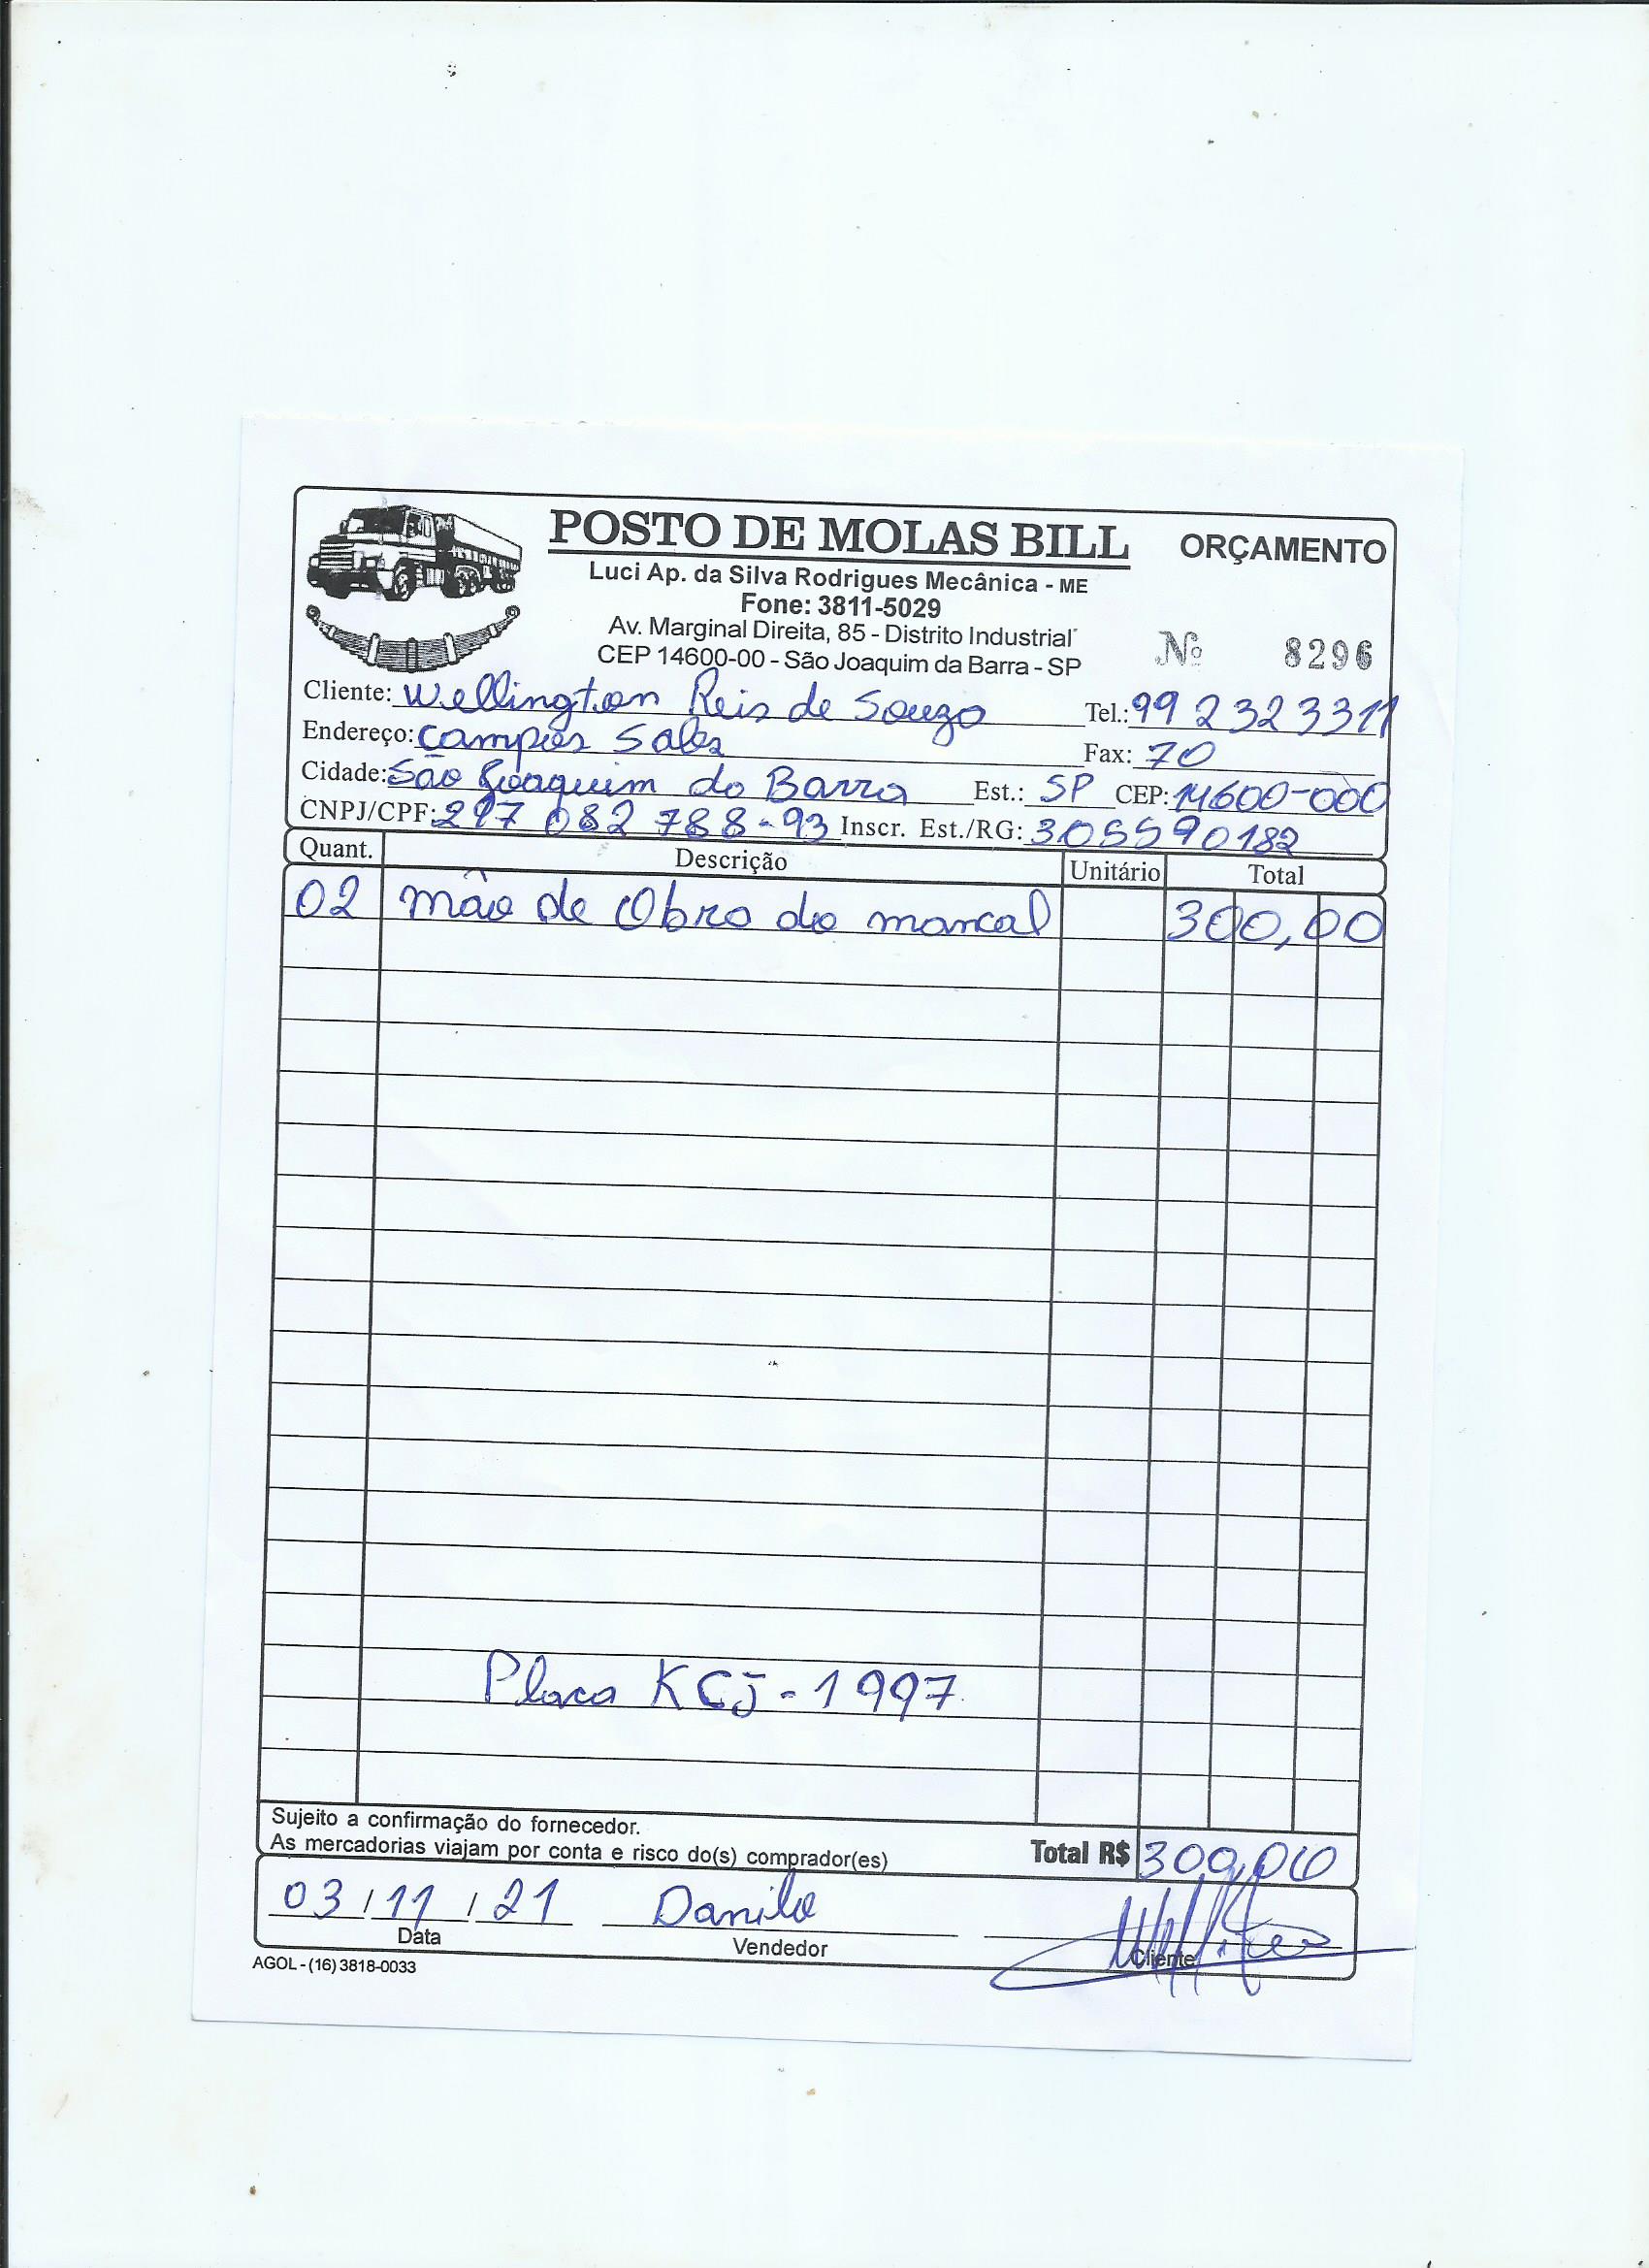 POSTO DE MOLAS BILL ORÇAMENTO
Luci Ap. da Silva Rodrigues Mecânica - ME
Fone: 3811-5029
Av. Marginal Direita, 85 - Distrito Industrial
CEP 14600-00 - São Joaquim da Barra - SP Nº 8296
Cliente: Wellington Reis de Souza Tel.: 99 2323311
Endereço: Campos Sales Fax: 70
Cidade: São Joaquim da Barra Est.: SP CEP: 14600-000
CNPJ/CPF: 297 082 788-93 Inscr. Est./RG: 305590182
Quant. Descrição Unitário Total
02 mão de Obra do mancal 300,00
Placa KCJ-1997
Sujeito a confirmação do fornecedor.
As mercadorias viajam por conta e risco do(s) comprador(es) Total R$ 300,00
03/11/21 Danilo
Data Vendedor Cliente
AGOL - (16) 3818-0033